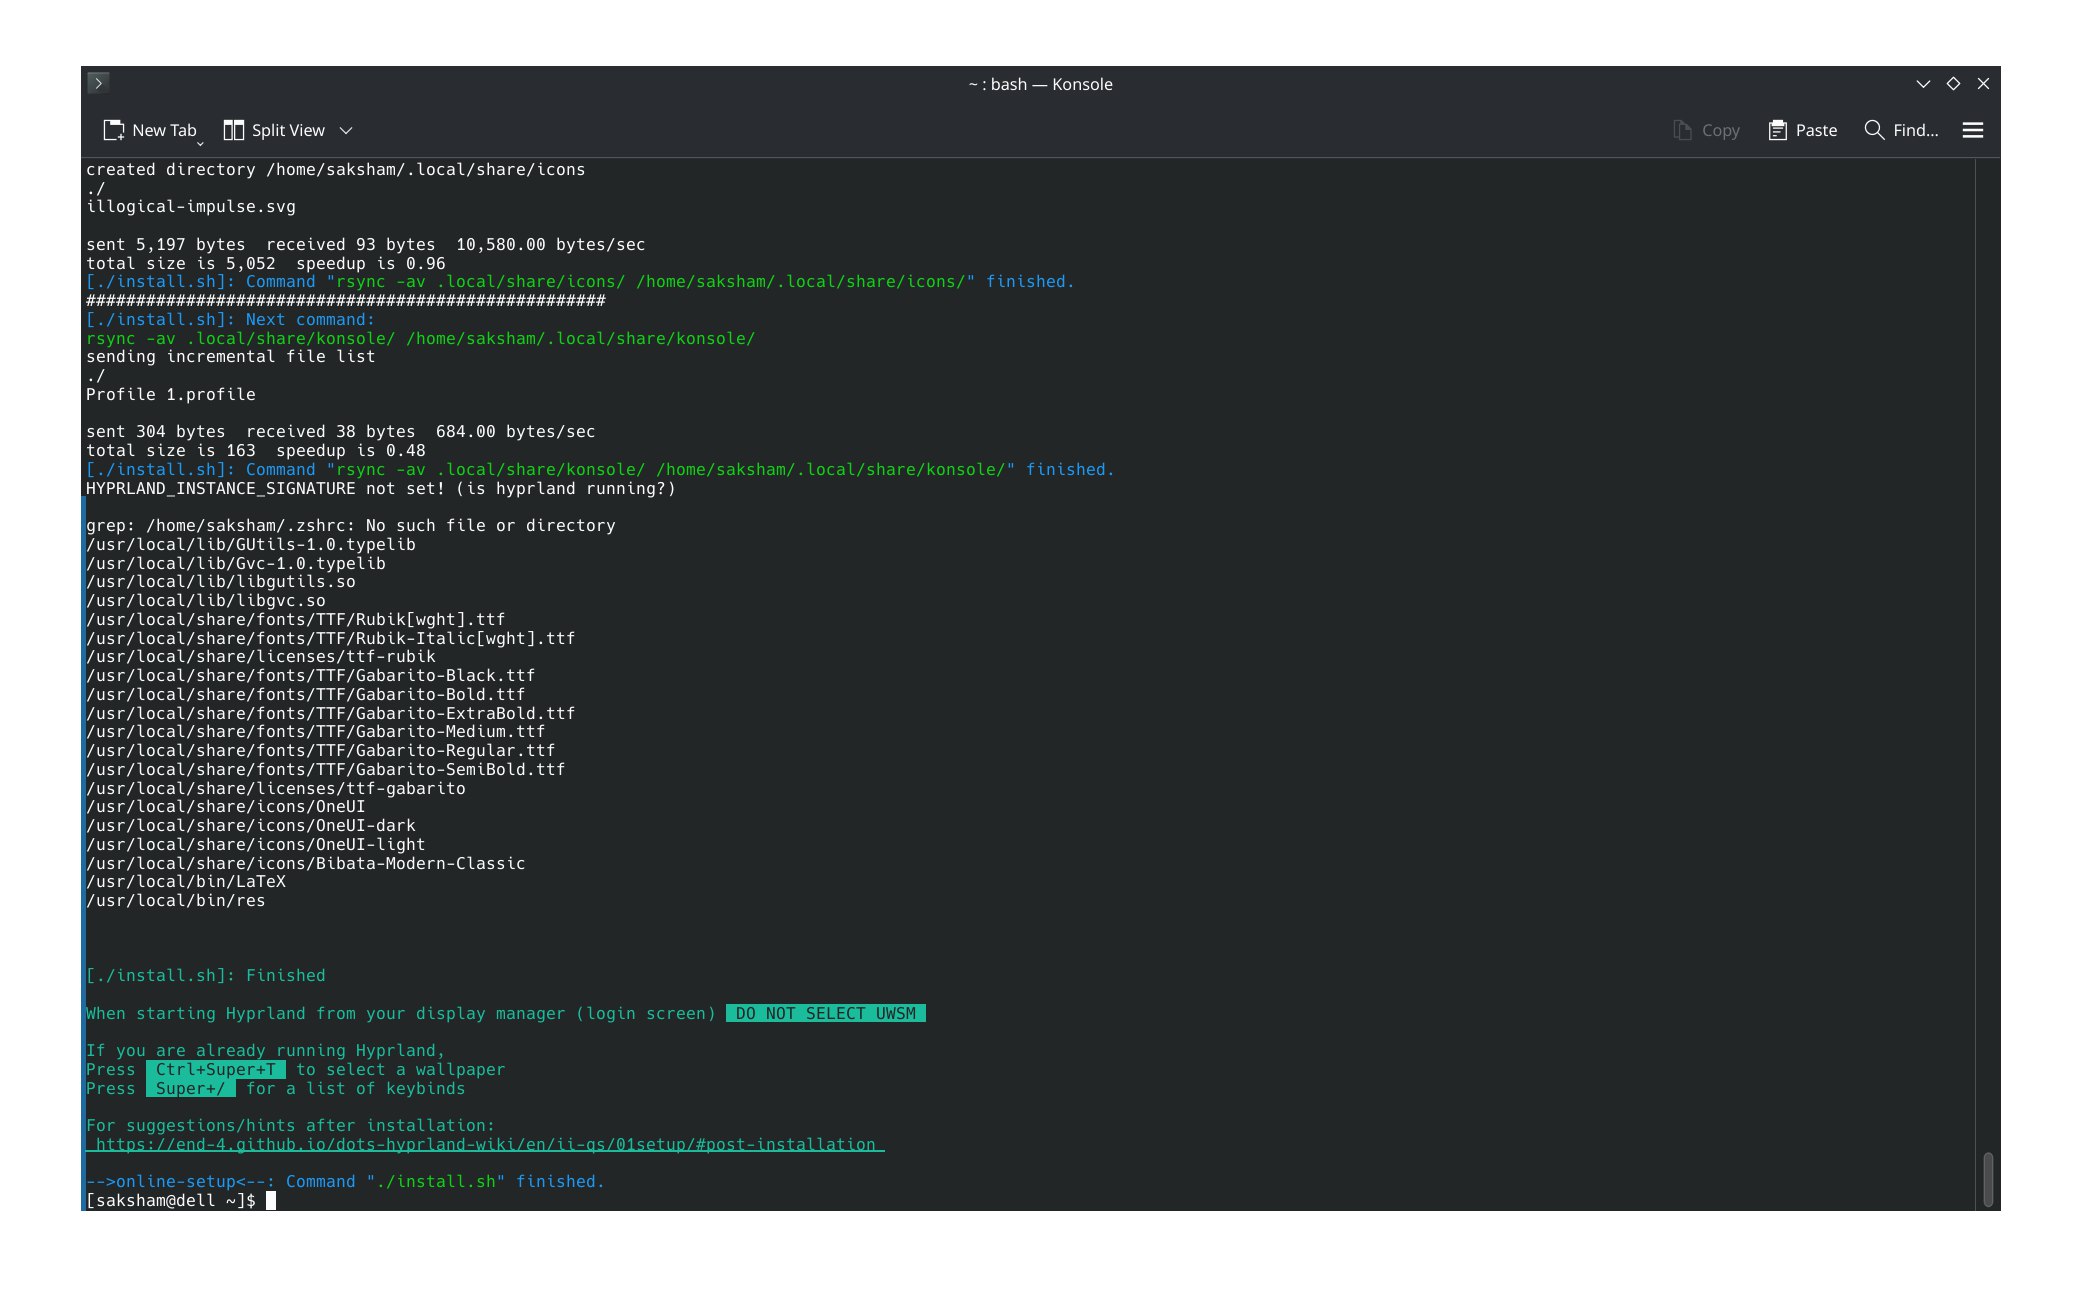 ~ : bash — Konsole
New Tab
Split View
Copy
Paste
Find...
created directory /home/saksham/.local/share/icons
./
illogical-impulse.svg
sent 5,197 bytes  received 93 bytes  10,580.00 bytes/sec
total size is 5,052  speedup is 0.96
[./install.sh]: Command "rsync -av .local/share/icons/ /home/saksham/.local/share/icons/" finished.
####################################################
[./install.sh]: Next command:
rsync -av .local/share/konsole/ /home/saksham/.local/share/konsole/
sending incremental file list
./
Profile 1.profile
sent 304 bytes  received 38 bytes  684.00 bytes/sec
total size is 163  speedup is 0.48
[./install.sh]: Command "rsync -av .local/share/konsole/ /home/saksham/.local/share/konsole/" finished.
HYPRLAND_INSTANCE_SIGNATURE not set! (is hyprland running?)
grep: /home/saksham/.zshrc: No such file or directory
/usr/local/lib/GUtils-1.0.typelib
/usr/local/lib/Gvc-1.0.typelib
/usr/local/lib/libgutils.so
/usr/local/lib/libgvc.so
/usr/local/share/fonts/TTF/Rubik[wght].ttf
/usr/local/share/fonts/TTF/Rubik-Italic[wght].ttf
/usr/local/share/licenses/ttf-rubik
/usr/local/share/fonts/TTF/Gabarito-Black.ttf
/usr/local/share/fonts/TTF/Gabarito-Bold.ttf
/usr/local/share/fonts/TTF/Gabarito-ExtraBold.ttf
/usr/local/share/fonts/TTF/Gabarito-Medium.ttf
/usr/local/share/fonts/TTF/Gabarito-Regular.ttf
/usr/local/share/fonts/TTF/Gabarito-SemiBold.ttf
/usr/local/share/licenses/ttf-gabarito
/usr/local/share/icons/OneUI
/usr/local/share/icons/OneUI-dark
/usr/local/share/icons/OneUI-light
/usr/local/share/icons/Bibata-Modern-Classic
/usr/local/bin/LaTeX
/usr/local/bin/res
[./install.sh]: Finished
When starting Hyprland from your display manager (login screen)  DO NOT SELECT UWSM
If you are already running Hyprland,
Press  Ctrl+Super+T  to select a wallpaper
Press  Super+/  for a list of keybinds
For suggestions/hints after installation:
https://end-4.github.io/dots-hyprland-wiki/en/ii-qs/01setup/#post-installation
-->online-setup<--: Command "./install.sh" finished.
[saksham@dell ~]$